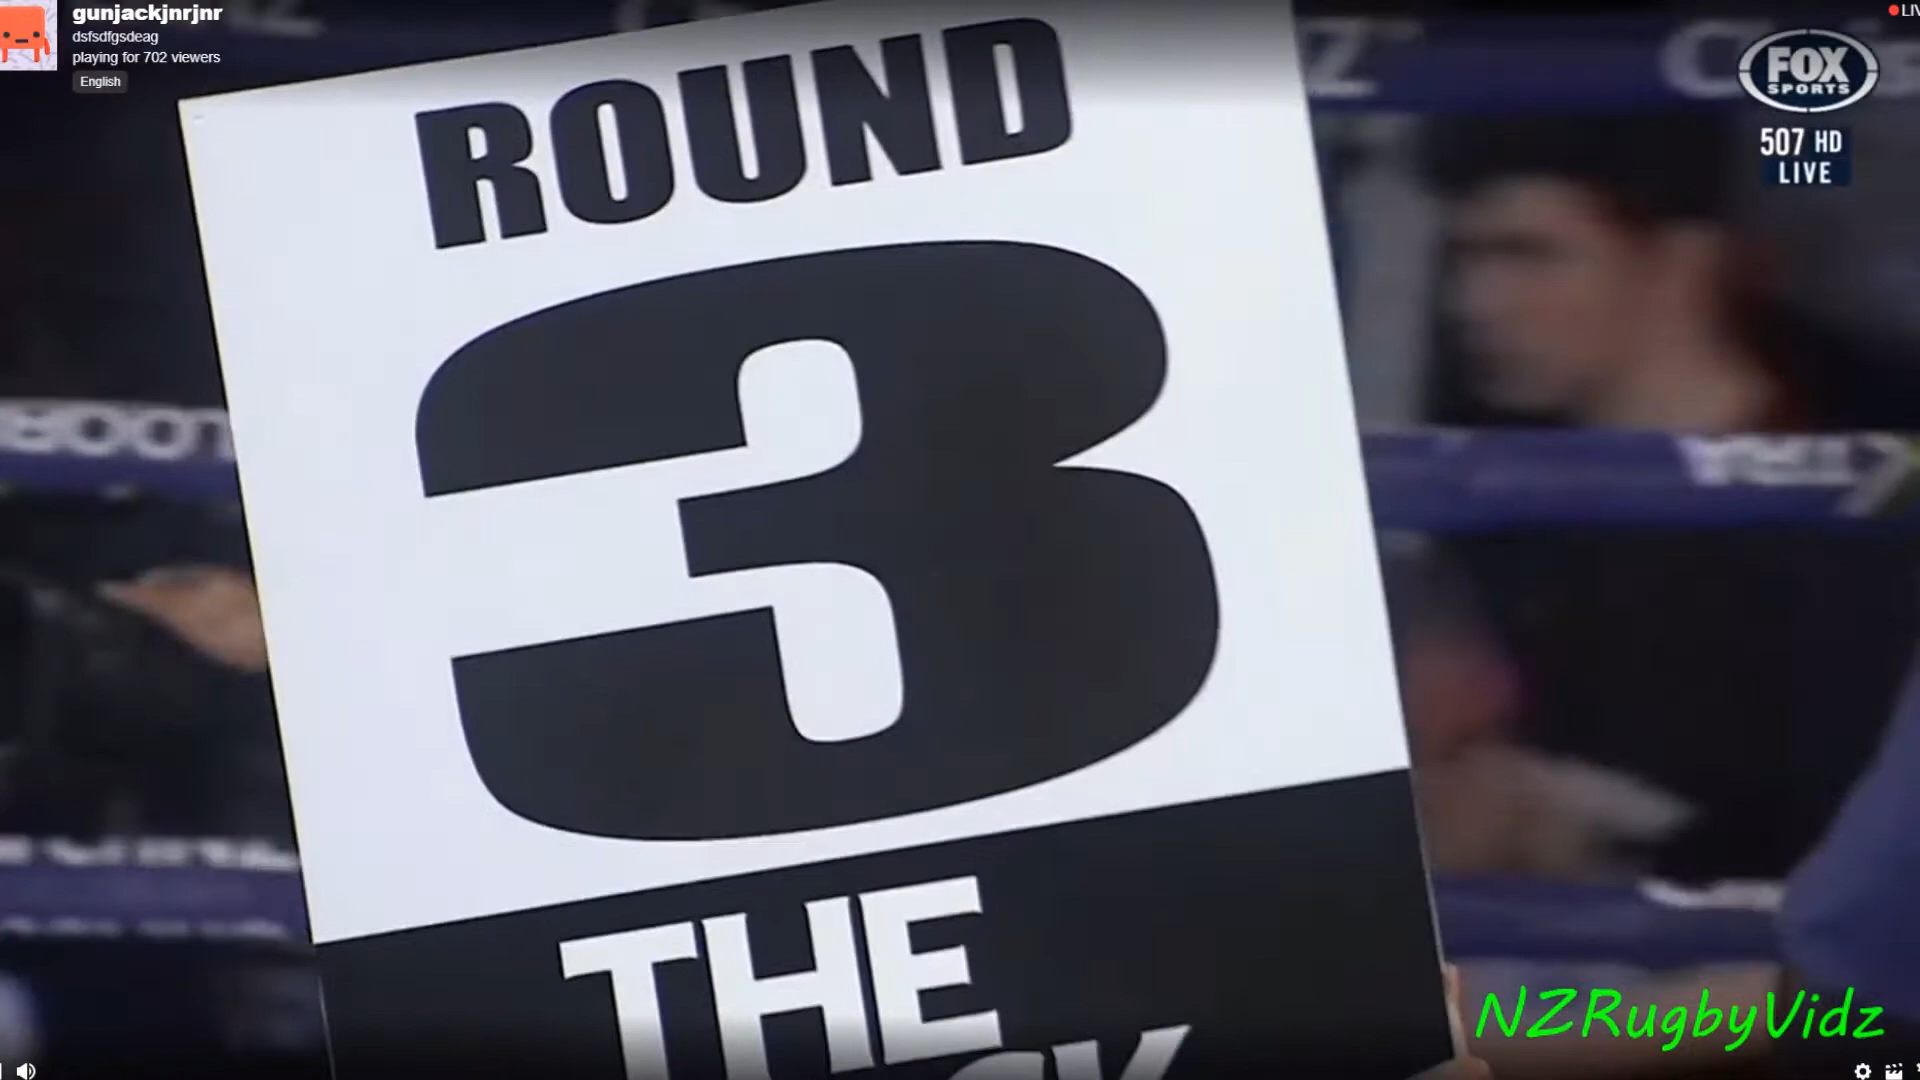 gunjackjnrjnr
dsfsdfgsdeag
playing for 702 viewers
English
FOX
SPORTS
507 HD
LIVE
ROUND
3
THE
NZRugbyVidz